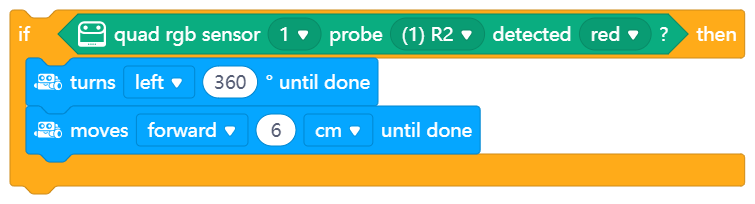 if quad rgb sensor 1 probe (1) R2 detected red ? then
turns left 360 ° until done
moves forward 6 cm until done